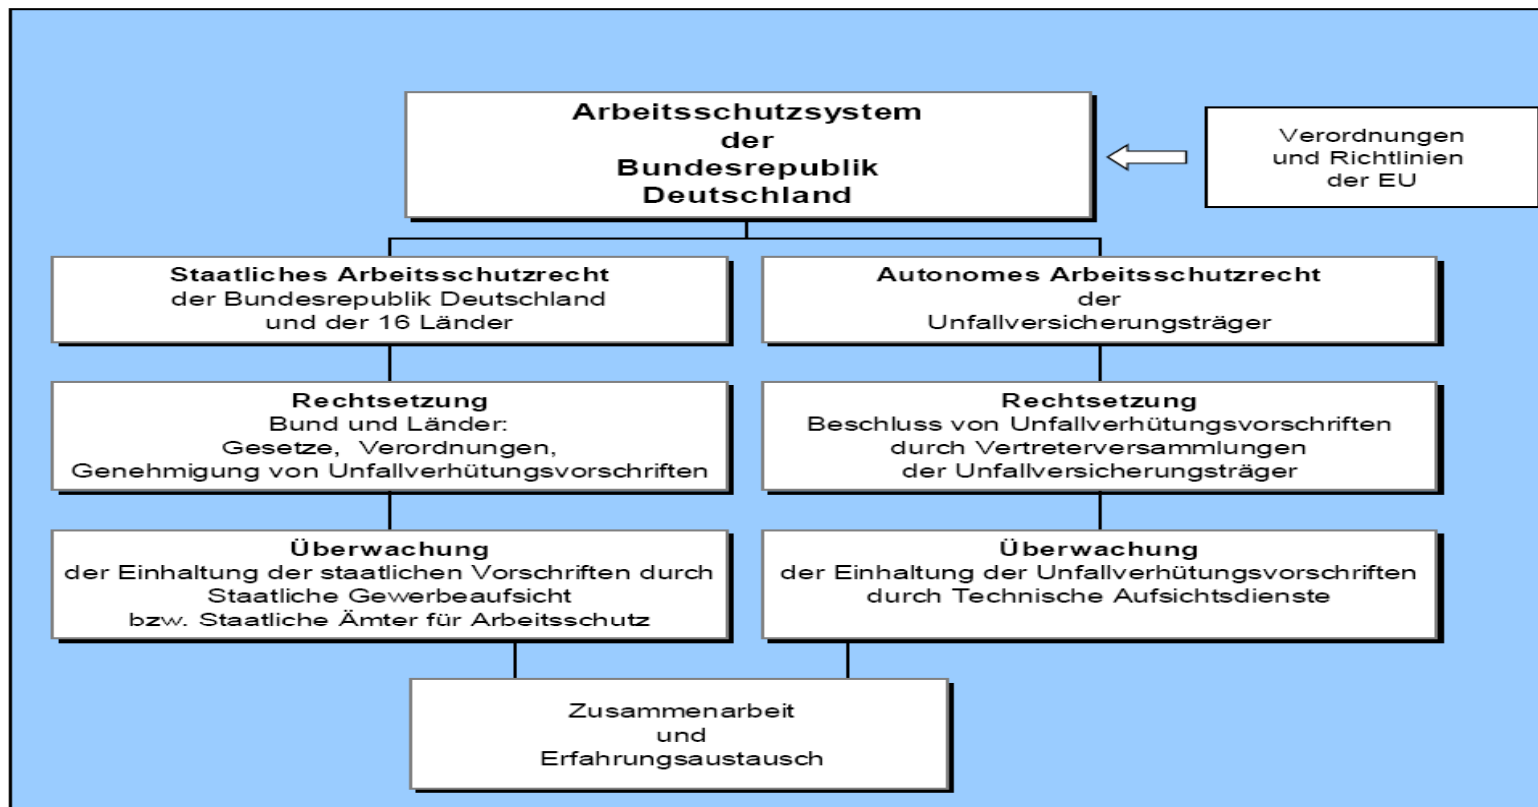 Arbeitsschutzsystem
der
Bundesrepublik
Deutschland
Verordnungen
und Richtlinien
der EU
Staatliches Arbeitsschutzrecht
der Bundesrepublik Deutschland
und der 16 Länder
Autonomes Arbeitsschutzrecht
der
Unfallversicherungsträger
Rechtsetzung
Bund und Länder:
Gesetze, Verordnungen,
Genehmigung von Unfallverhütungsvorschriften
Rechtsetzung
Beschluss von Unfallverhütungsvorschriften
durch Vertreterversammlungen
der Unfallversicherungsträger
Überwachung
der Einhaltung der staatlichen Vorschriften durch
Staatliche Gewerbeaufsicht
bzw. Staatliche Ämter für Arbeitsschutz
Überwachung
der Einhaltung der Unfallverhütungsvorschriften
durch Technische Aufsichtsdienste
Zusammenarbeit
und
Erfahrungsaustausch